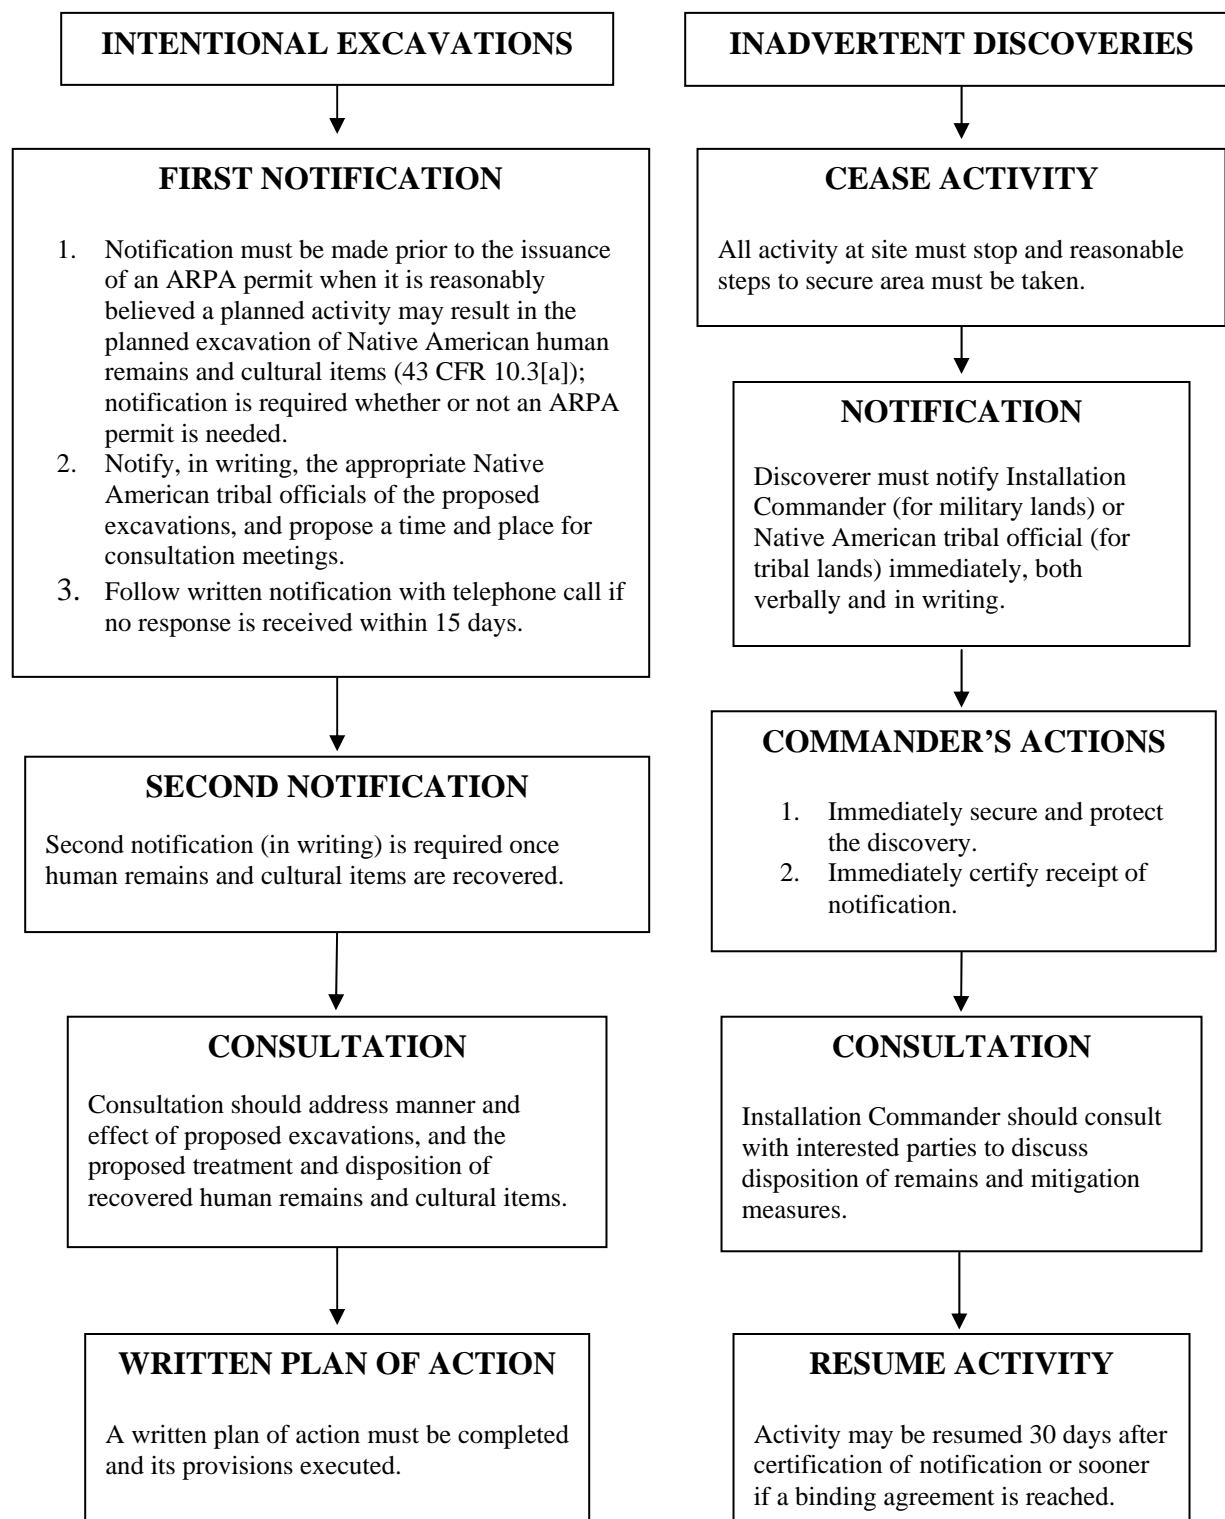 INTENTIONAL EXCAVATIONS
FIRST NOTIFICATION
1. Notification must be made prior to the issuance
of an ARPA permit when it is reasonably
believed a planned activity may result in the
planned excavation of Native American human
remains and cultural items (43 CFR 10.3[a]);
notification is required whether or not an ARPA
permit is needed.
2. Notify, in writing, the appropriate Native
American tribal officials of the proposed
excavations, and propose a time and place for
consultation meetings.
3. Follow written notification with telephone call if
no response is received within 15 days.
SECOND NOTIFICATION
Second notification (in writing) is required once
human remains and cultural items are recovered.
CONSULTATION
Consultation should address manner and
effect of proposed excavations, and the
proposed treatment and disposition of
recovered human remains and cultural items.
WRITTEN PLAN OF ACTION
A written plan of action must be completed
and its provisions executed.
INADVERTENT DISCOVERIES
CEASE ACTIVITY
All activity at site must stop and reasonable
steps to secure area must be taken.
NOTIFICATION
Discoverer must notify Installation
Commander (for military lands) or
Native American tribal official (for
tribal lands) immediately, both
verbally and in writing.
COMMANDER’S ACTIONS
1. Immediately secure and protect
the discovery.
2. Immediately certify receipt of
notification.
CONSULTATION
Installation Commander should consult
with interested parties to discuss
disposition of remains and mitigation
measures.
RESUME ACTIVITY
Activity may be resumed 30 days after
certification of notification or sooner
if a binding agreement is reached.